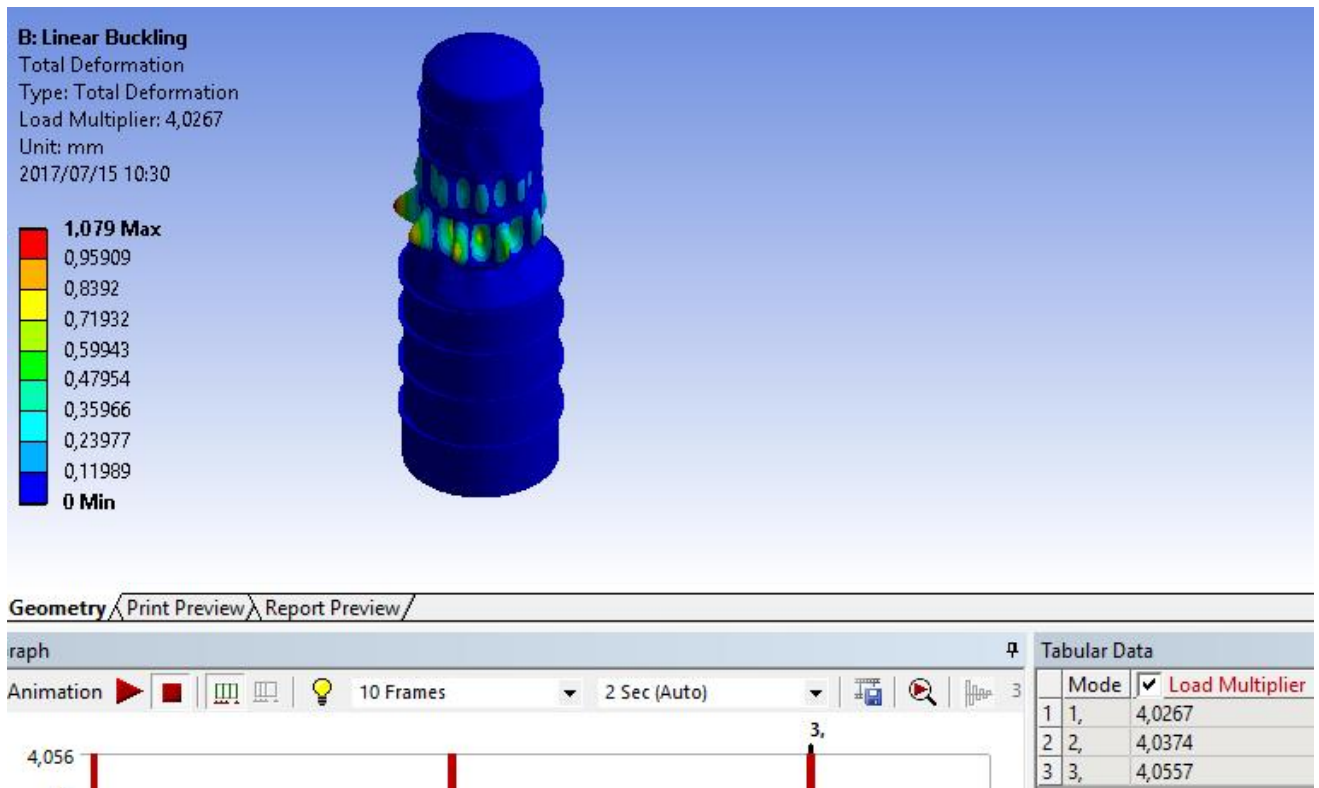 B: Linear Buckling
Total Deformation
Type: Total Deformation
Load Multiplier: 4,0267
Unit: mm
2017/07/15 10:30
1,079 Max
0,95909
0,8392
0,71932
0,59943
0,47954
0,35966
0,23977
0,11989
0 Min
Geometry Print Preview Report Preview
raph
Animation 10 Frames 2 Sec (Auto) 3
3,
4,056
Tabular Data
Mode Load Multiplier
1 1, 4,0267
2 2, 4,0374
3 3, 4,0557